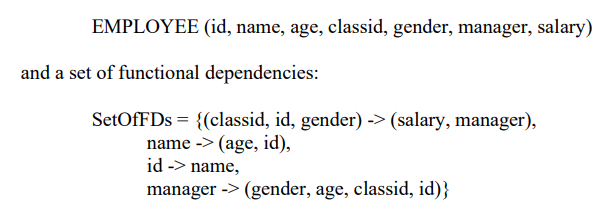 EMPLOYEE (id, name, age, classid, gender, manager, salary)
and a set of functional dependencies:
SetOfFDs = {(classid, id, gender) -> (salary, manager),
name -> (age, id),
id -> name,
manager -> (gender, age, classid, id)}